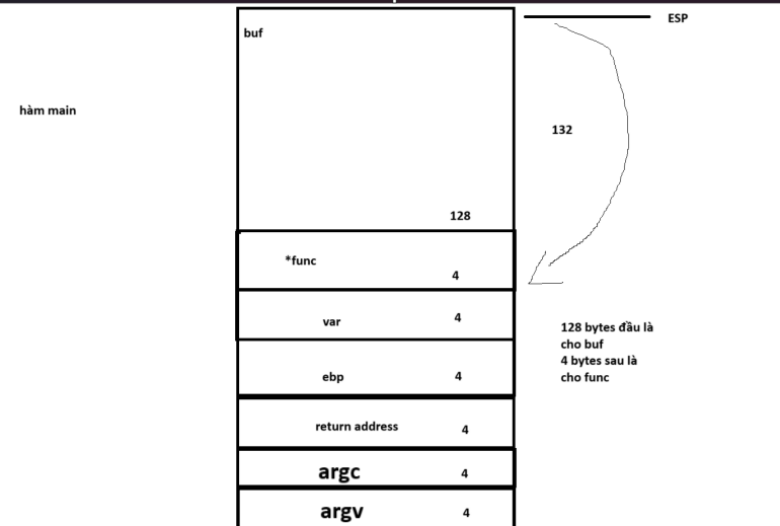 ESP
buf
hàm main
132
128
*func
4
var
4
128 bytes đầu là
cho buf
4 bytes sau là
cho func
ebp
4
return address
4
argc
4
argv
4